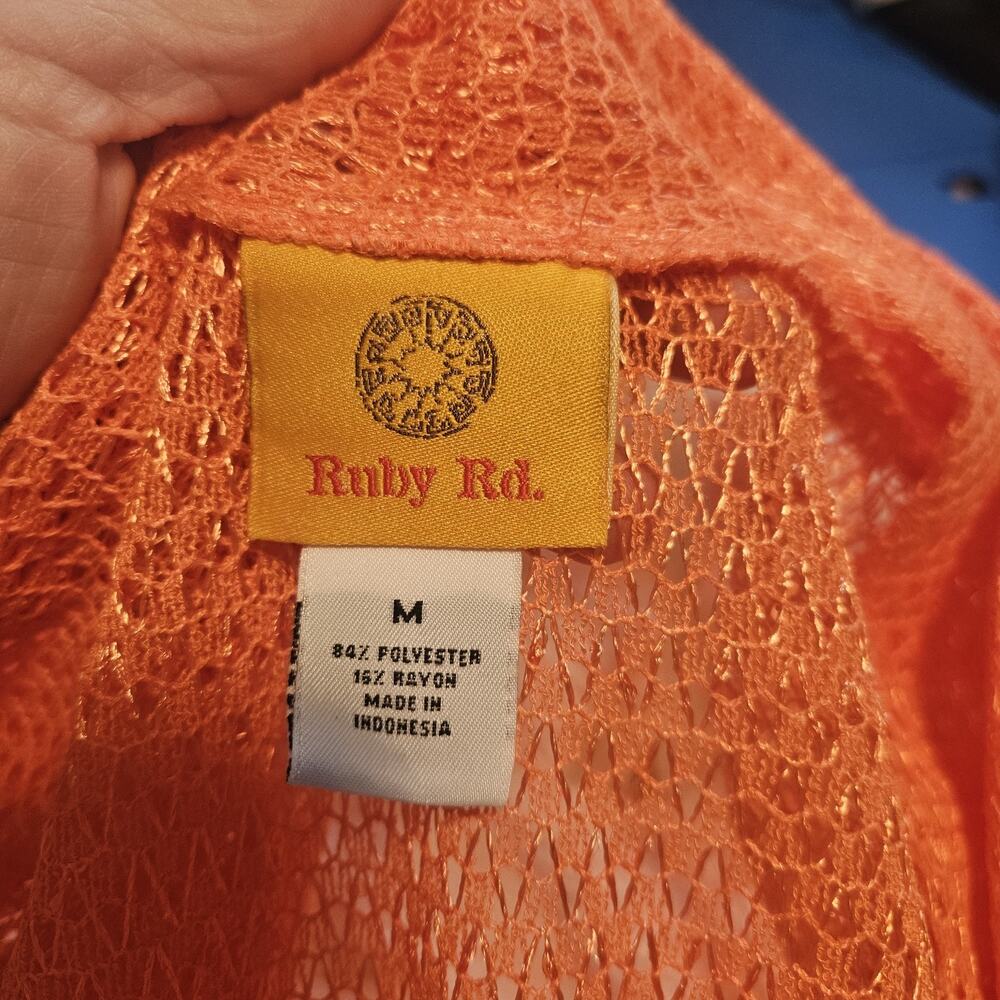 Ruby Rd.
M
84% POLYESTER
16% RAYON
MADE IN
INDONESIA